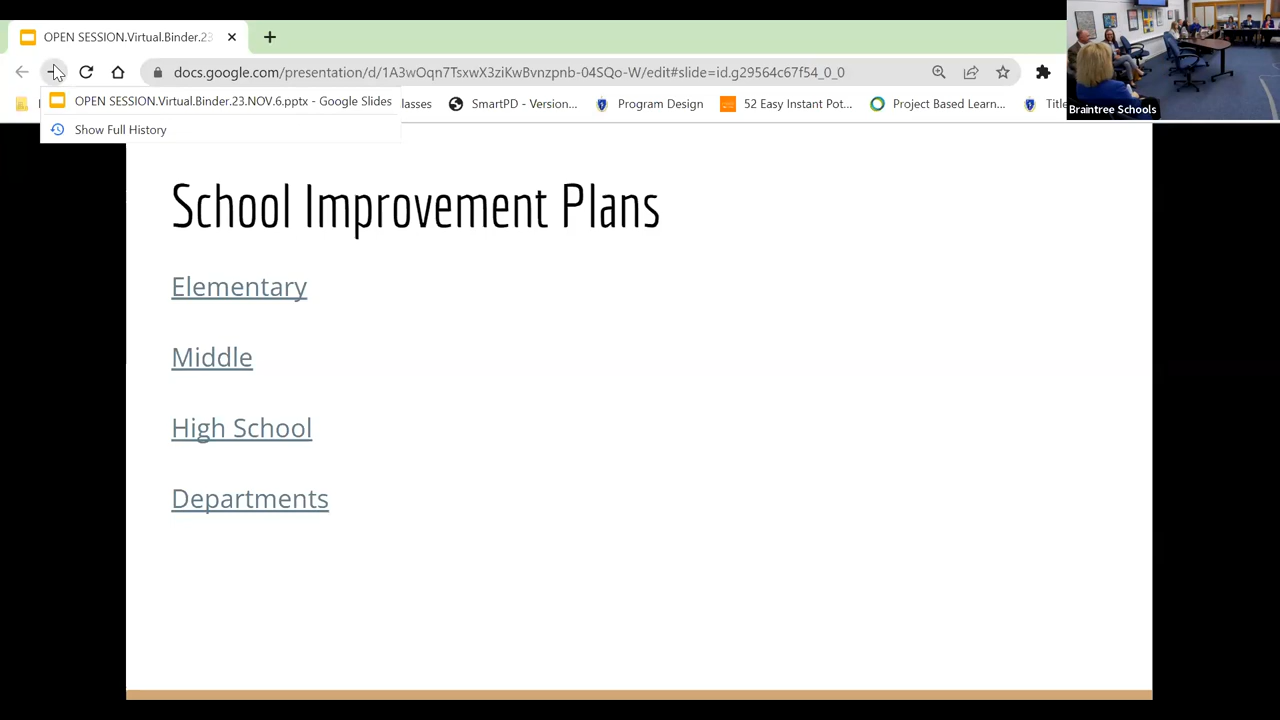 OPEN SESSION.Virtual.Binder.23
docs.google.com/presentation/d/1A3wOqn7TsxwX3ziKwBvnzpnb-04SQo-W/edit#slide=id.g29564c67f54_0_0
OPEN SESSION.Virtual.Binder.23.NOV.6.pptx - Google Slides
Show Full History
lasses
SmartPD - Version...
Program Design
52 Easy Instant Pot...
Project Based Learn...
Title
Braintree Schools
School Improvement Plans
Elementary
Middle
High School
Departments